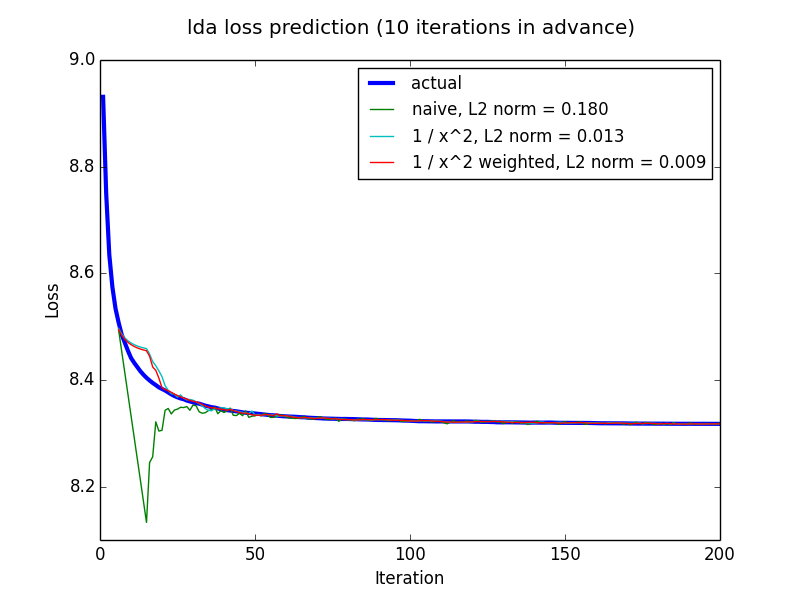 lda loss prediction (10 iterations in advance)
9.0
8.8
8.6
8.4
8.2
Loss
actual
naive, L2 norm = 0.180
1 / x^2, L2 norm = 0.013
1 / x^2 weighted, L2 norm = 0.009
0 50 100 150 200
Iteration